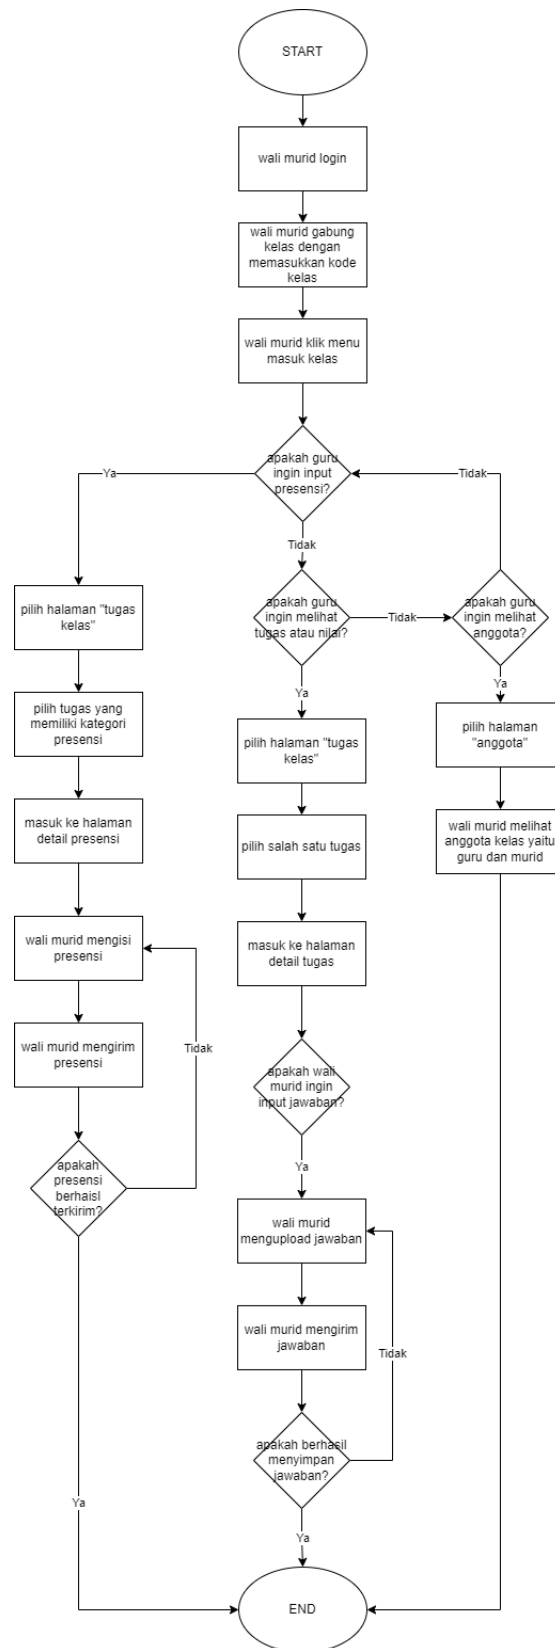 START
wali murid login
wali murid gabung
kelas dengan
memasukkan kode
kelas
wali murid klik menu
masuk kelas
apakah guru
ingin input
presensi?
Ya
Tidak
Tidak
pilih halaman "tugas
kelas"
apakah guru
ingin melihat
tugas atau nilai?
Tidak
apakah guru
ingin melihat
anggota?
Ya
Ya
pilih tugas yang
memiliki kategori
presensi
pilih halaman "tugas
kelas"
pilih halaman
"anggota"
masuk ke halaman
detail presensi
pilih salah satu tugas
wali murid melihat
anggota kelas yaitu
guru dan murid
wali murid mengisi
presensi
masuk ke halaman
detail tugas
wali murid mengirim
presensi
Tidak
apakah wali
murid ingin
input jawaban?
apakah
presensi
berhaisl
terkirim?
Ya
wali murid
mengupload jawaban
wali murid mengirim
jawaban
Tidak
apakah berhasil
menyimpan
jawaban?
Ya
Ya
END